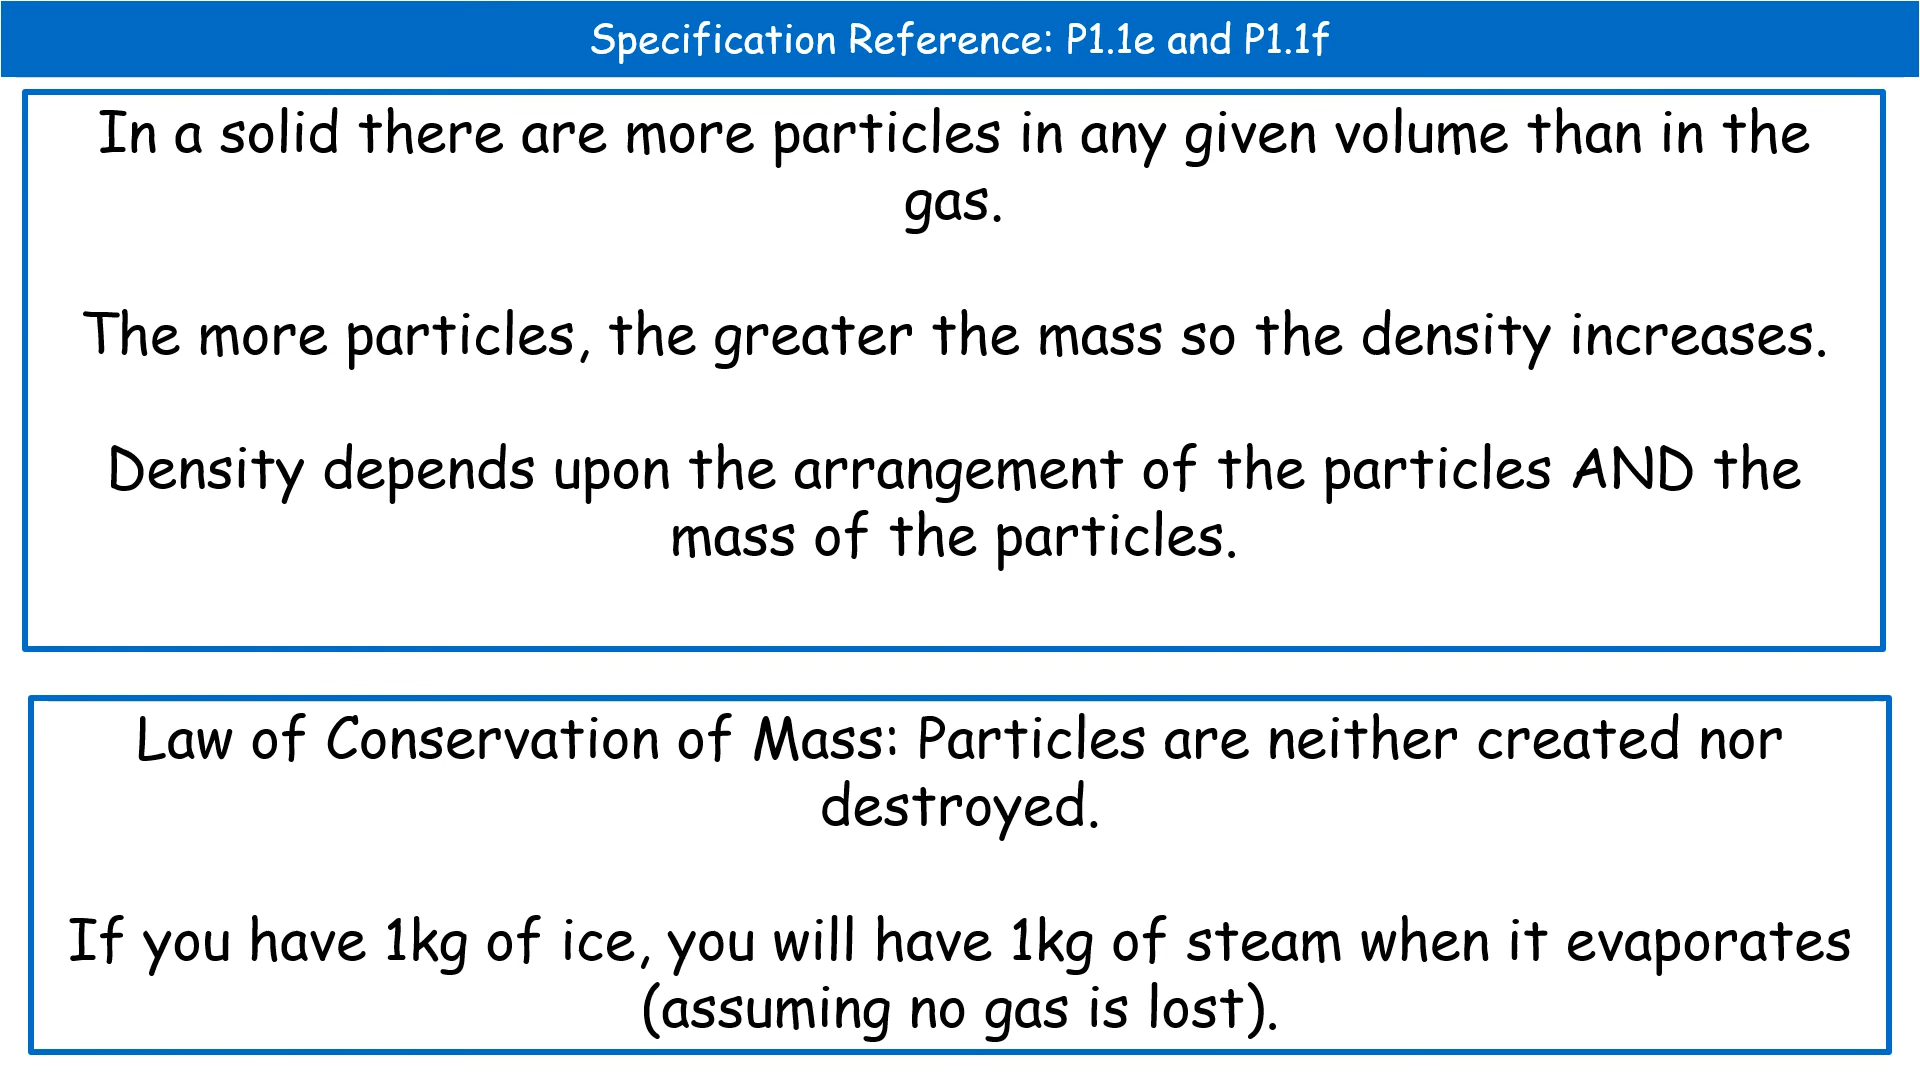 Specification Reference: P1.1e and P1.1f
In a solid there are more particles in any given volume than in the
gas.
The more particles, the greater the mass so the density increases.
Density depends upon the arrangement of the particles AND the
mass of the particles.
Law of Conservation of Mass: Particles are neither created nor
destroyed.
If you have 1kg of ice, you will have 1kg of steam when it evaporates
(assuming no gas is lost).